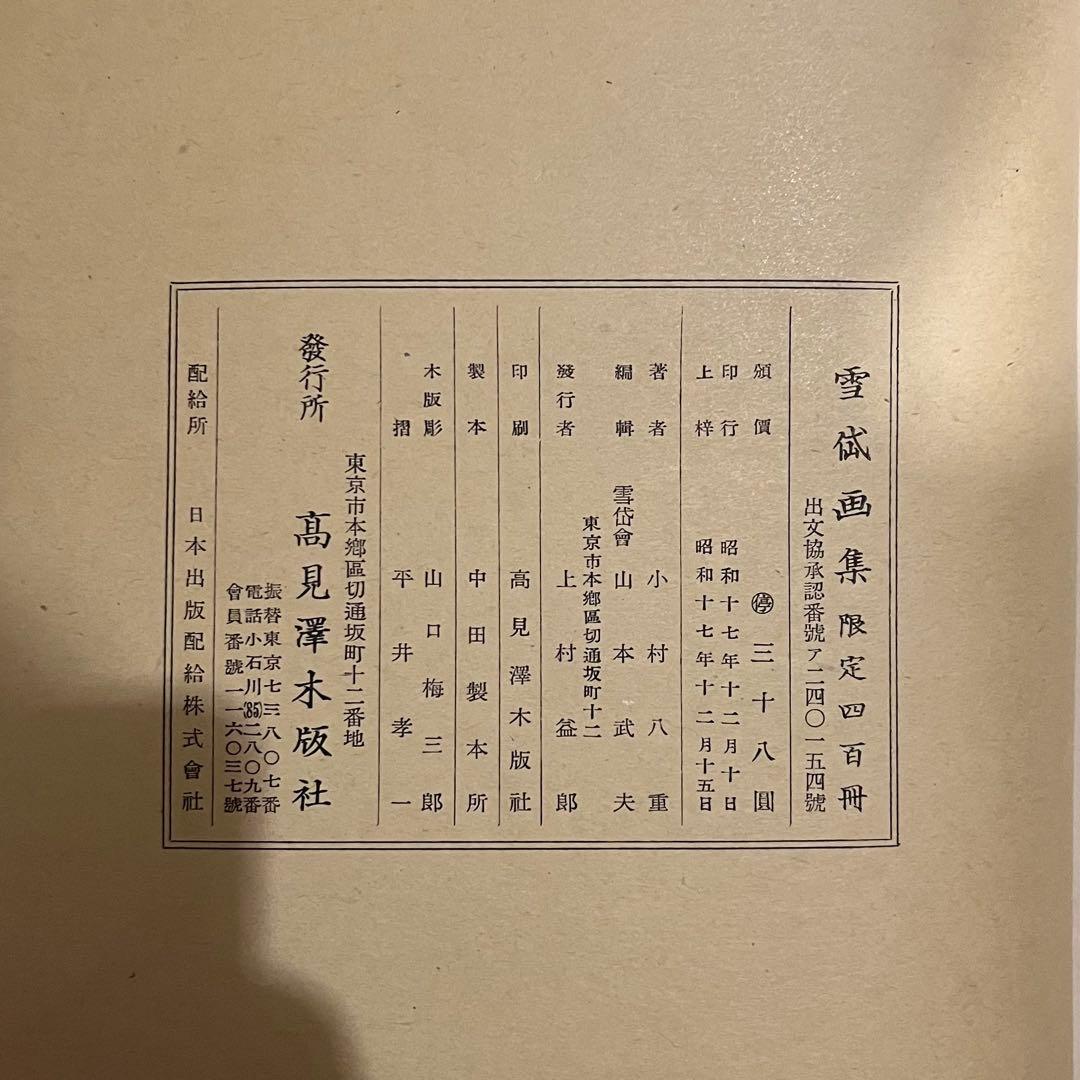 雪岱画集 限定四百冊
出文協承認番號ア二四〇一五四號
頒價 ㊡ 三十八圓
印行 昭和十七年十二月十日
上梓 昭和十七年十二月十五日
著者 小村八重
編輯 雪岱會 山本武夫
東京市本鄕區切通坂町十二
發行者 上村益郎
印刷 高見澤木版社
製本 中田製本所
木版彫 山口梅三郎
摺 平井孝一
東京市本鄕區切通坂町十二番地
發行所 高見澤木版社
振替東京七三八〇七番
電話小石川(85)二八〇九番
會員番號一一六〇三七號
配給所 日本出版配給株式會社